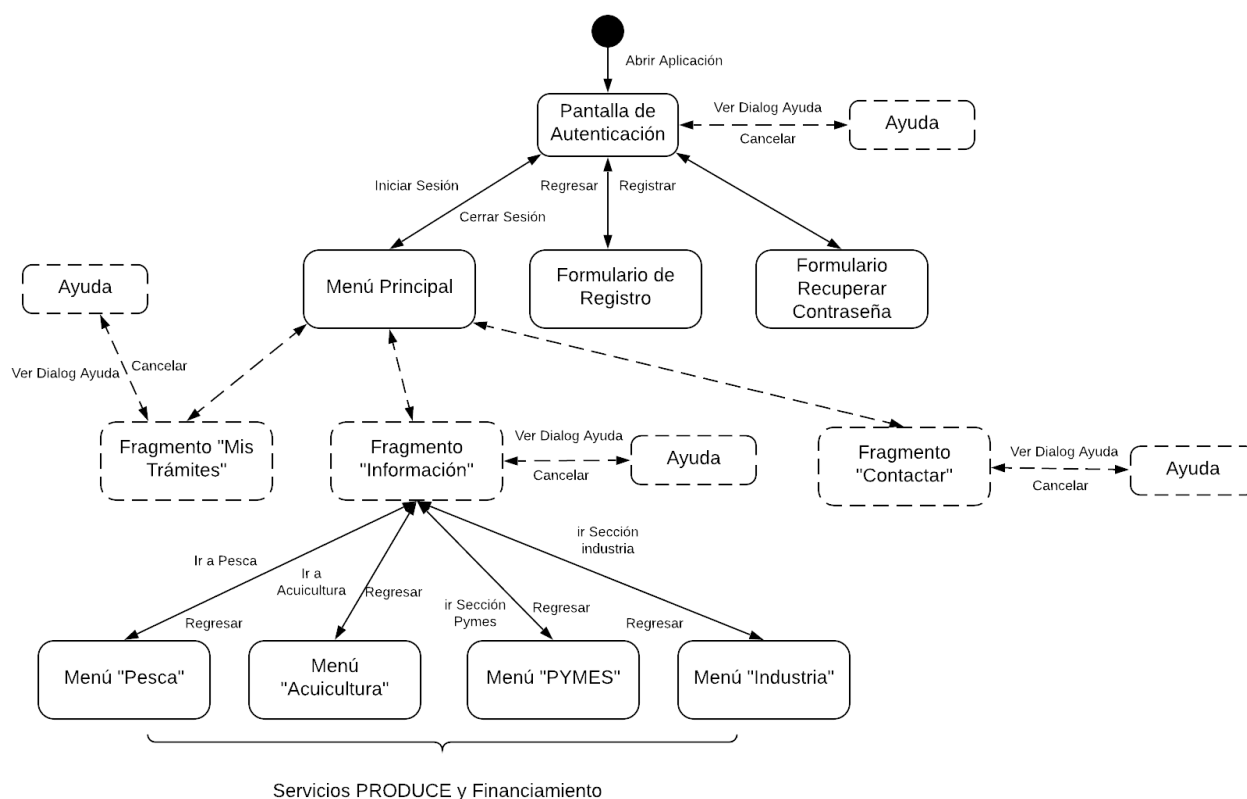 Abrir Aplicación
Pantalla de
Autenticación
Ver Dialog Ayuda
Cancelar
Ayuda
Iniciar Sesión
Cerrar Sesión
Regresar
Registrar
Menú Principal
Formulario de
Registro
Formulario
Recuperar
Contraseña
Ayuda
Ver Dialog Ayuda
Cancelar
Fragmento "Mis
Trámites"
Fragmento
"Información"
Ver Dialog Ayuda
Cancelar
Ayuda
Fragmento
"Contactar"
Ver Dialog Ayuda
Cancelar
Ayuda
Ir a Pesca
Regresar
Ir a
Acuicultura
Regresar
ir Sección
Pymes
Regresar
ir Sección
industria
Regresar
Menú "Pesca"
Menú
"Acuicultura"
Menú "PYMES"
Menú "Industria"
Servicios PRODUCE y Financiamiento